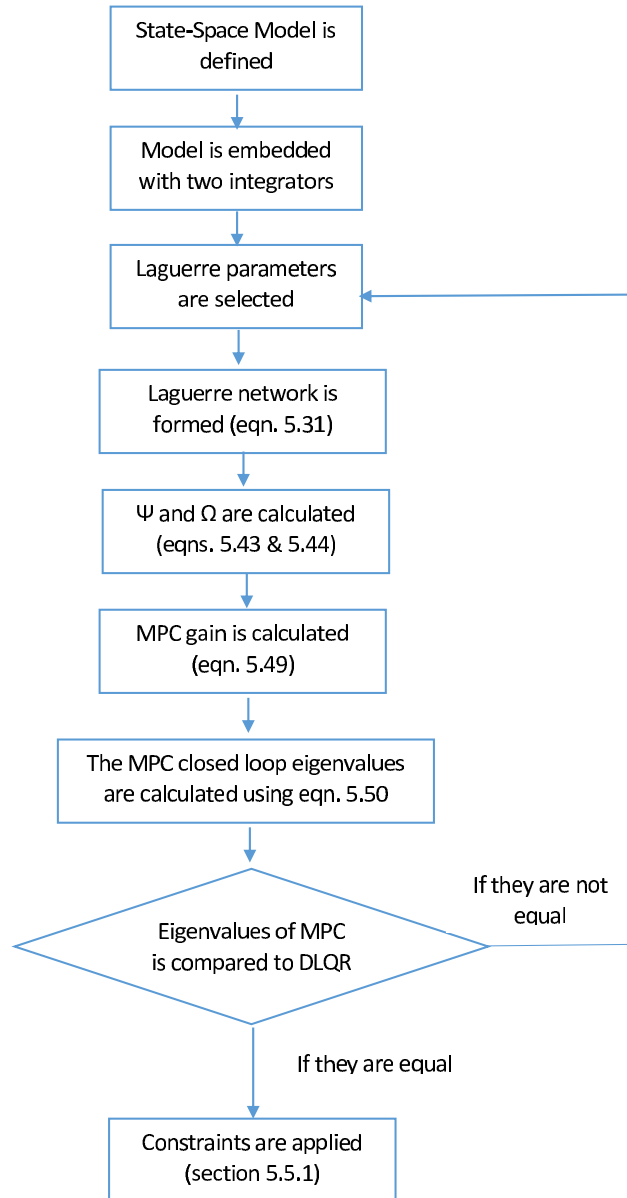 State-Space Model is
defined
Model is embedded
with two integrators
Laguerre parameters
are selected
Laguerre network is
formed (eqn. 5.31)
Ψ and Ω are calculated
(eqns. 5.43 & 5.44)
MPC gain is calculated
(eqn. 5.49)
The MPC closed loop eigenvalues
are calculated using eqn. 5.50
If they are not
equal
Eigenvalues of MPC
is compared to DLQR
If they are equal
Constraints are applied
(section 5.5.1)